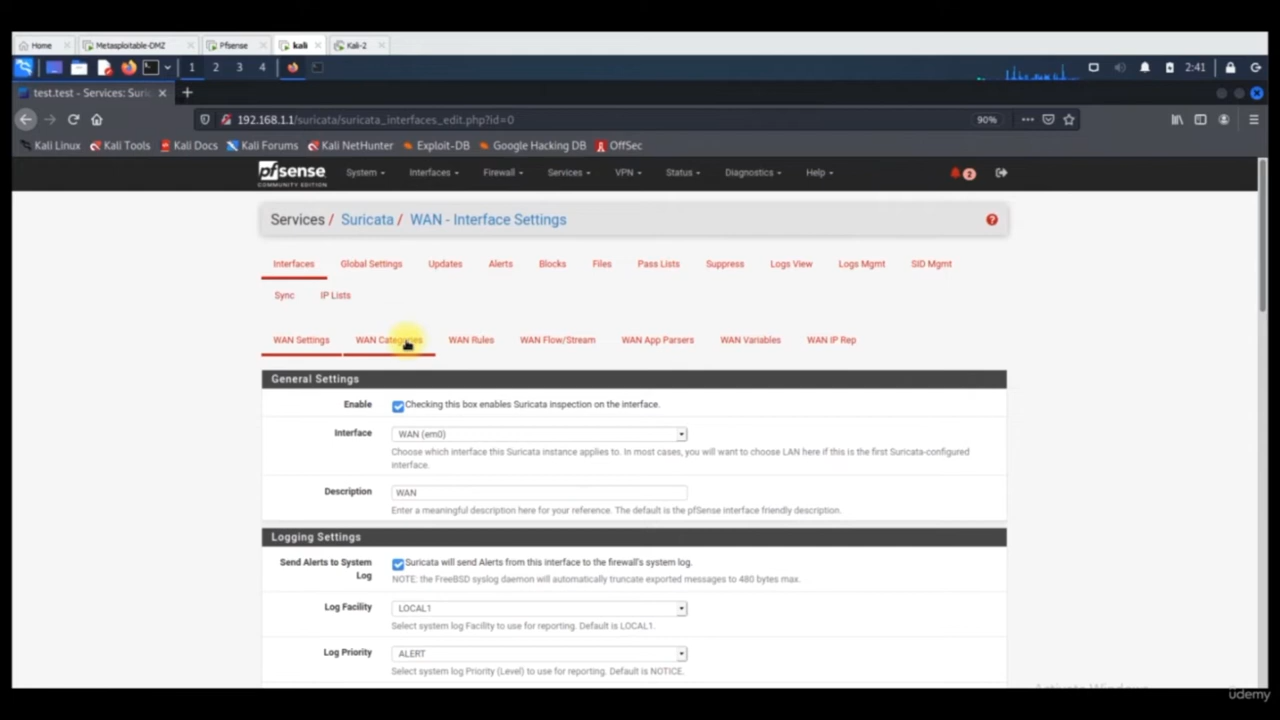 Home Metasploitable-DMZ Pfsense kali Kali-2
1 2 3 4 2:41
test.test - Services: Suric
192.168.1.1/suricata/suricata_interfaces_edit.php?id=0 90%
Kali Linux Kali Tools Kali Docs Kali Forums Kali NetHunter Exploit-DB Google Hacking DB OffSec
pfsense System Interfaces Firewall Services VPN Status Diagnostics Help 2
COMMUNITY EDITION
Services / Suricata / WAN - Interface Settings
Interfaces Global Settings Updates Alerts Blocks Files Pass Lists Suppress Logs View Logs Mgmt SID Mgmt
Sync IP Lists
WAN Settings WAN Categories WAN Rules WAN Flow/Stream WAN App Parsers WAN Variables WAN IP Rep
General Settings
Enable Checking this box enables Suricata inspection on the interface.
Interface WAN (em0)
Choose which interface this Suricata instance applies to. In most cases, you will want to choose LAN here if this is the first Suricata-configured
interface.
Description WAN
Enter a meaningful description here for your reference. The default is the pfSense interface friendly description.
Logging Settings
Send Alerts to System Log Suricata will send Alerts from this interface to the firewall's system log.
NOTE: the FreeBSD syslog daemon will automatically truncate exported messages to 480 bytes max.
Log Facility LOCAL1
Select system log Facility to use for reporting. Default is LOCAL1.
Log Priority ALERT
Select system log Priority (Level) to use for reporting. Default is NOTICE.
Activate Windows
ûdemy